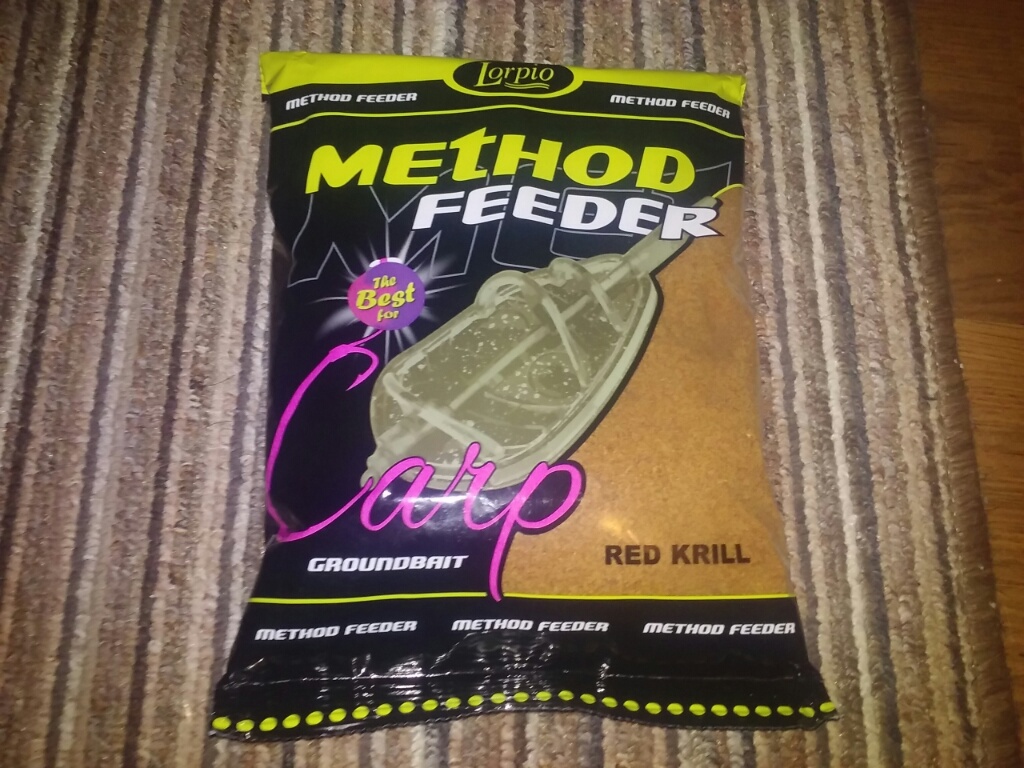 Lorpio
METHOD FEEDER METHOD FEEDER
METHOD
FEEDER
The
Best
for
Carp
GROUNDBAIT
RED KRILL
METHOD FEEDER METHOD FEEDER METHOD FEEDER